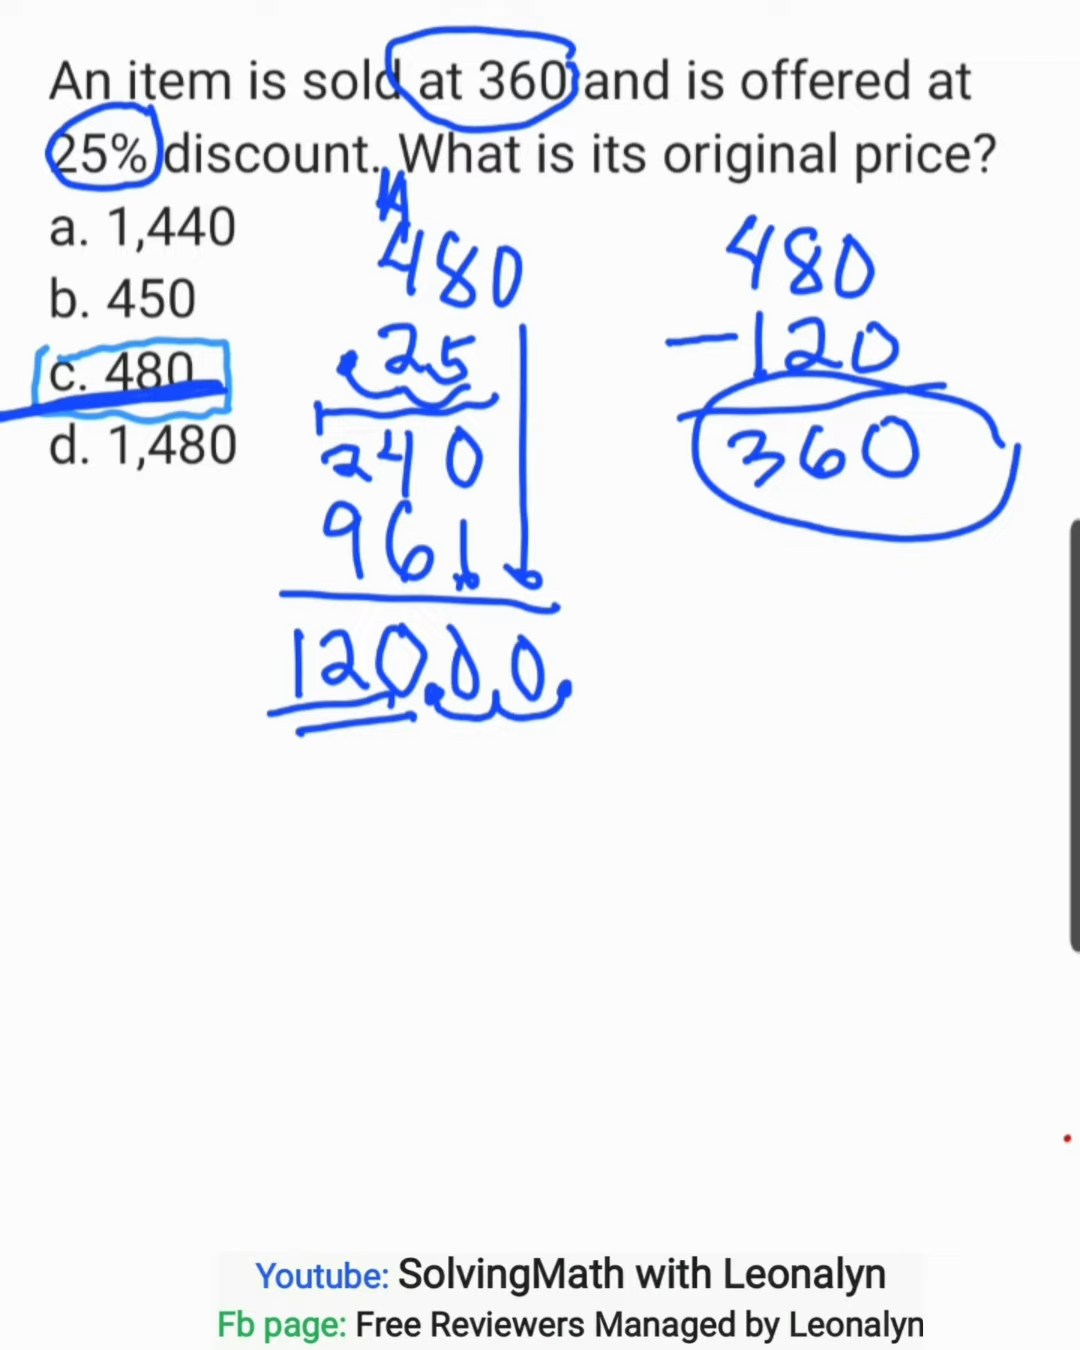 An item is sold at 360 and is offered at
25% discount. What is its original price?
a. 1,440
b. 450
c. 480
d. 1,480
4
480
.25
240
96
120.00.
480
-120
360
Youtube: SolvingMath with Leonalyn
Fb page: Free Reviewers Managed by Leonalyn